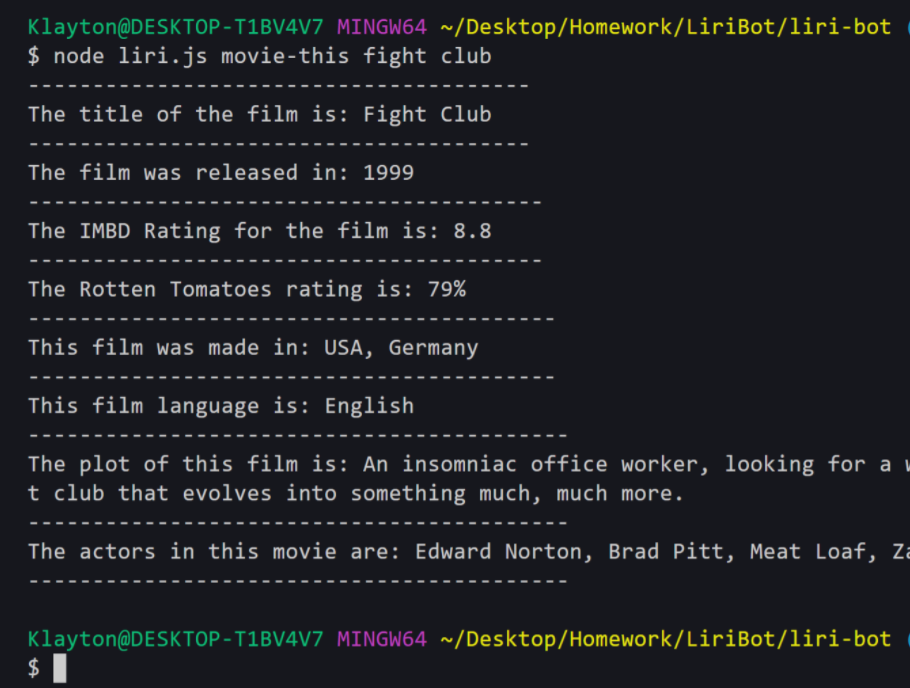 Klayton@DESKTOP-T1BV4V7 MINGW64 ~/Desktop/Homework/LiriBot/liri-bot
$ node liri.js movie-this fight club
---------------------------------------
The title of the film is: Fight Club
---------------------------------------
The film was released in: 1999
----------------------------------------
The IMBD Rating for the film is: 8.8
----------------------------------------
The Rotten Tomatoes rating is: 79%
-----------------------------------------
This film was made in: USA, Germany
-----------------------------------------
This film language is: English
------------------------------------------
The plot of this film is: An insomniac office worker, looking for a
t club that evolves into something much, much more.
------------------------------------------
The actors in this movie are: Edward Norton, Brad Pitt, Meat Loaf,
------------------------------------------
Klayton@DESKTOP-T1BV4V7 MINGW64 ~/Desktop/Homework/LiriBot/liri-bot
$